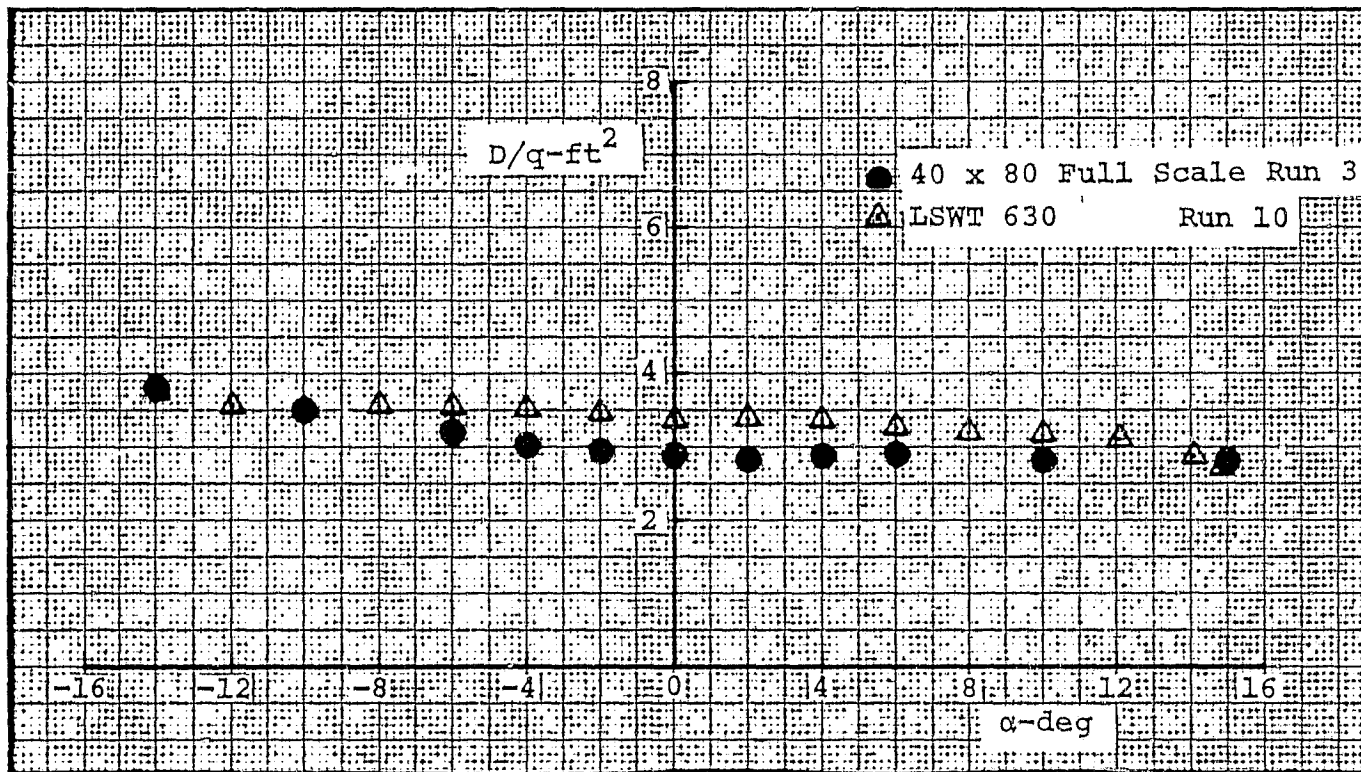 8
D/q-ft²
● 40 x 80 Full Scale Run 3
△ LSWT 630 Run 10
6
4
2
-16 -12 -8 -4 0 4 8 12 16
α-deg